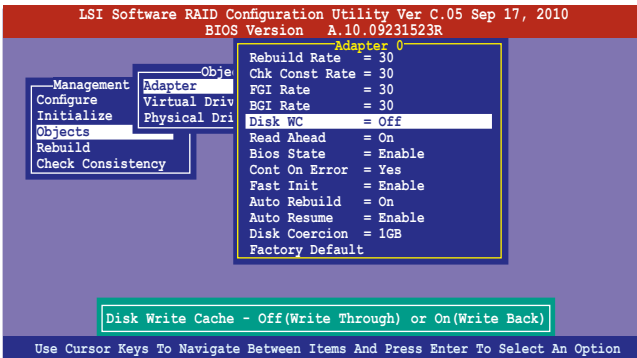 LSI Software RAID Configuration Utility Ver C.05 Sep 17, 2010
BIOS Version A.10.09231523R
Management
Configure
Initialize
Objects
Rebuild
Check Consistency
Obje
Adapter
Virtual Driv
Physical Dri
Adapter 0
Rebuild Rate = 30
Chk Const Rate = 30
FGI Rate = 30
BGI Rate = 30
Disk WC = Off
Read Ahead = On
Bios State = Enable
Cont On Error = Yes
Fast Init = Enable
Auto Rebuild = On
Auto Resume = Enable
Disk Coercion = 1GB
Factory Default
Disk Write Cache - Off(Write Through) or On(Write Back)
Use Cursor Keys To Navigate Between Items And Press Enter To Select An Option